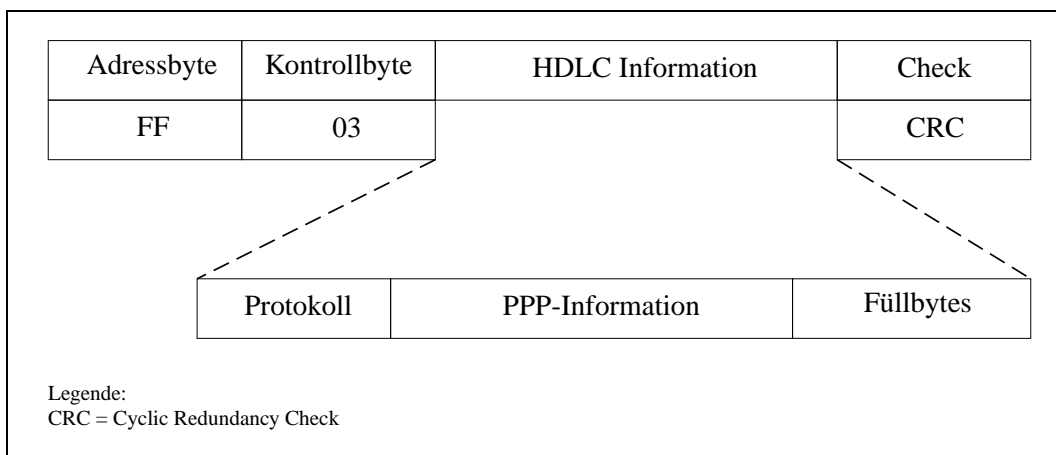 Adressbyte Kontrollbyte HDLC Information Check
FF 03 CRC
Protokoll PPP-Information Füllbytes
Legende:
CRC = Cyclic Redundancy Check